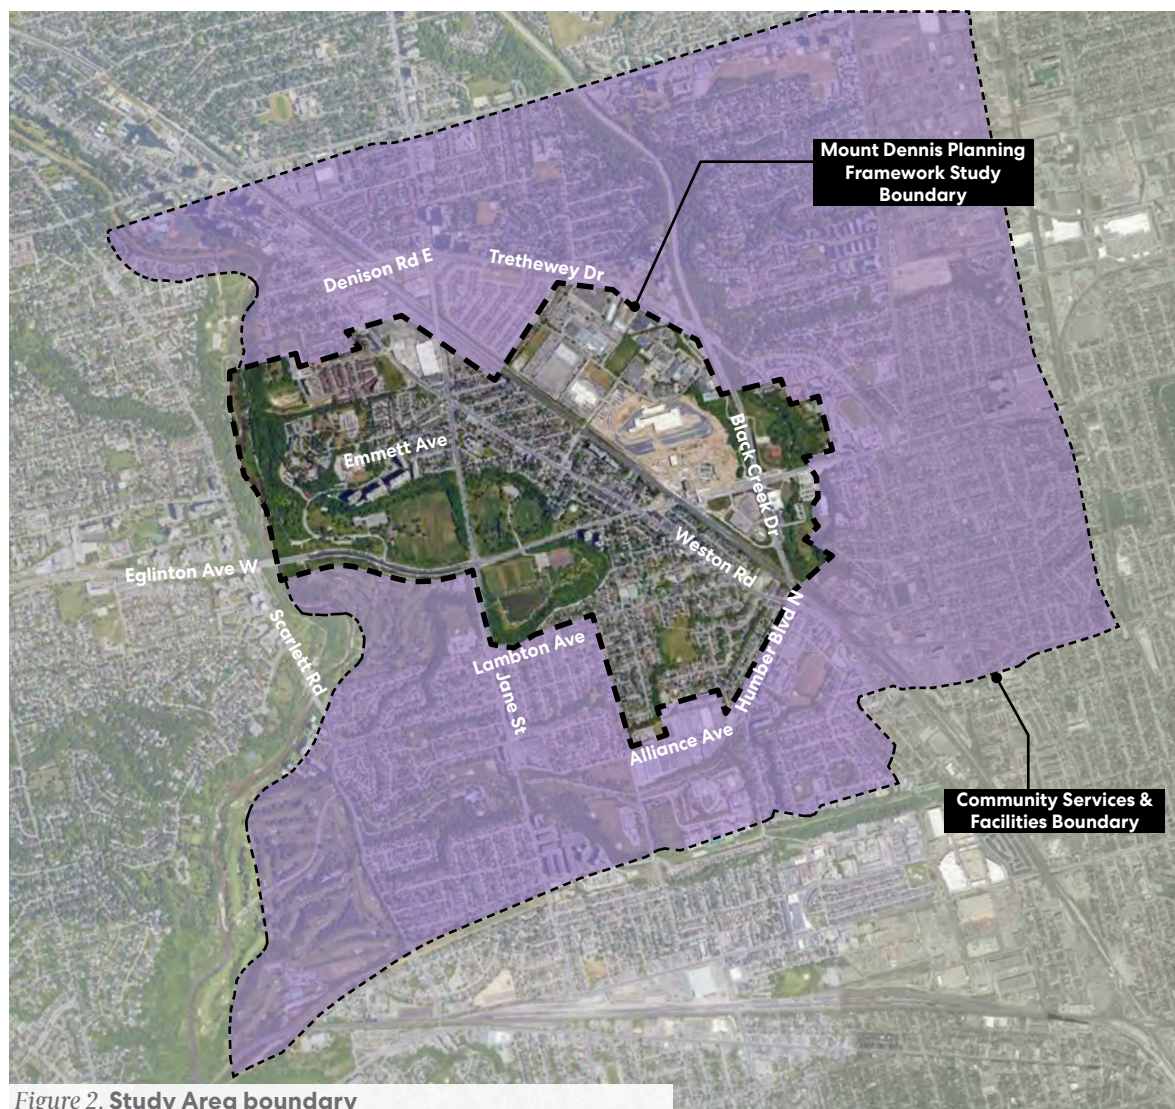 Mount Dennis Planning
Framework Study
Boundary
Denison Rd E
Trethewey Dr
Emmett Ave
Black Creek Dr
Weston Rd
Eglinton Ave W
Scarlett Rd
Lambton Ave
Jane St
Humber Blvd N
Alliance Ave
Community Services &
Facilities Boundary
Figure 2. Study Area boundary